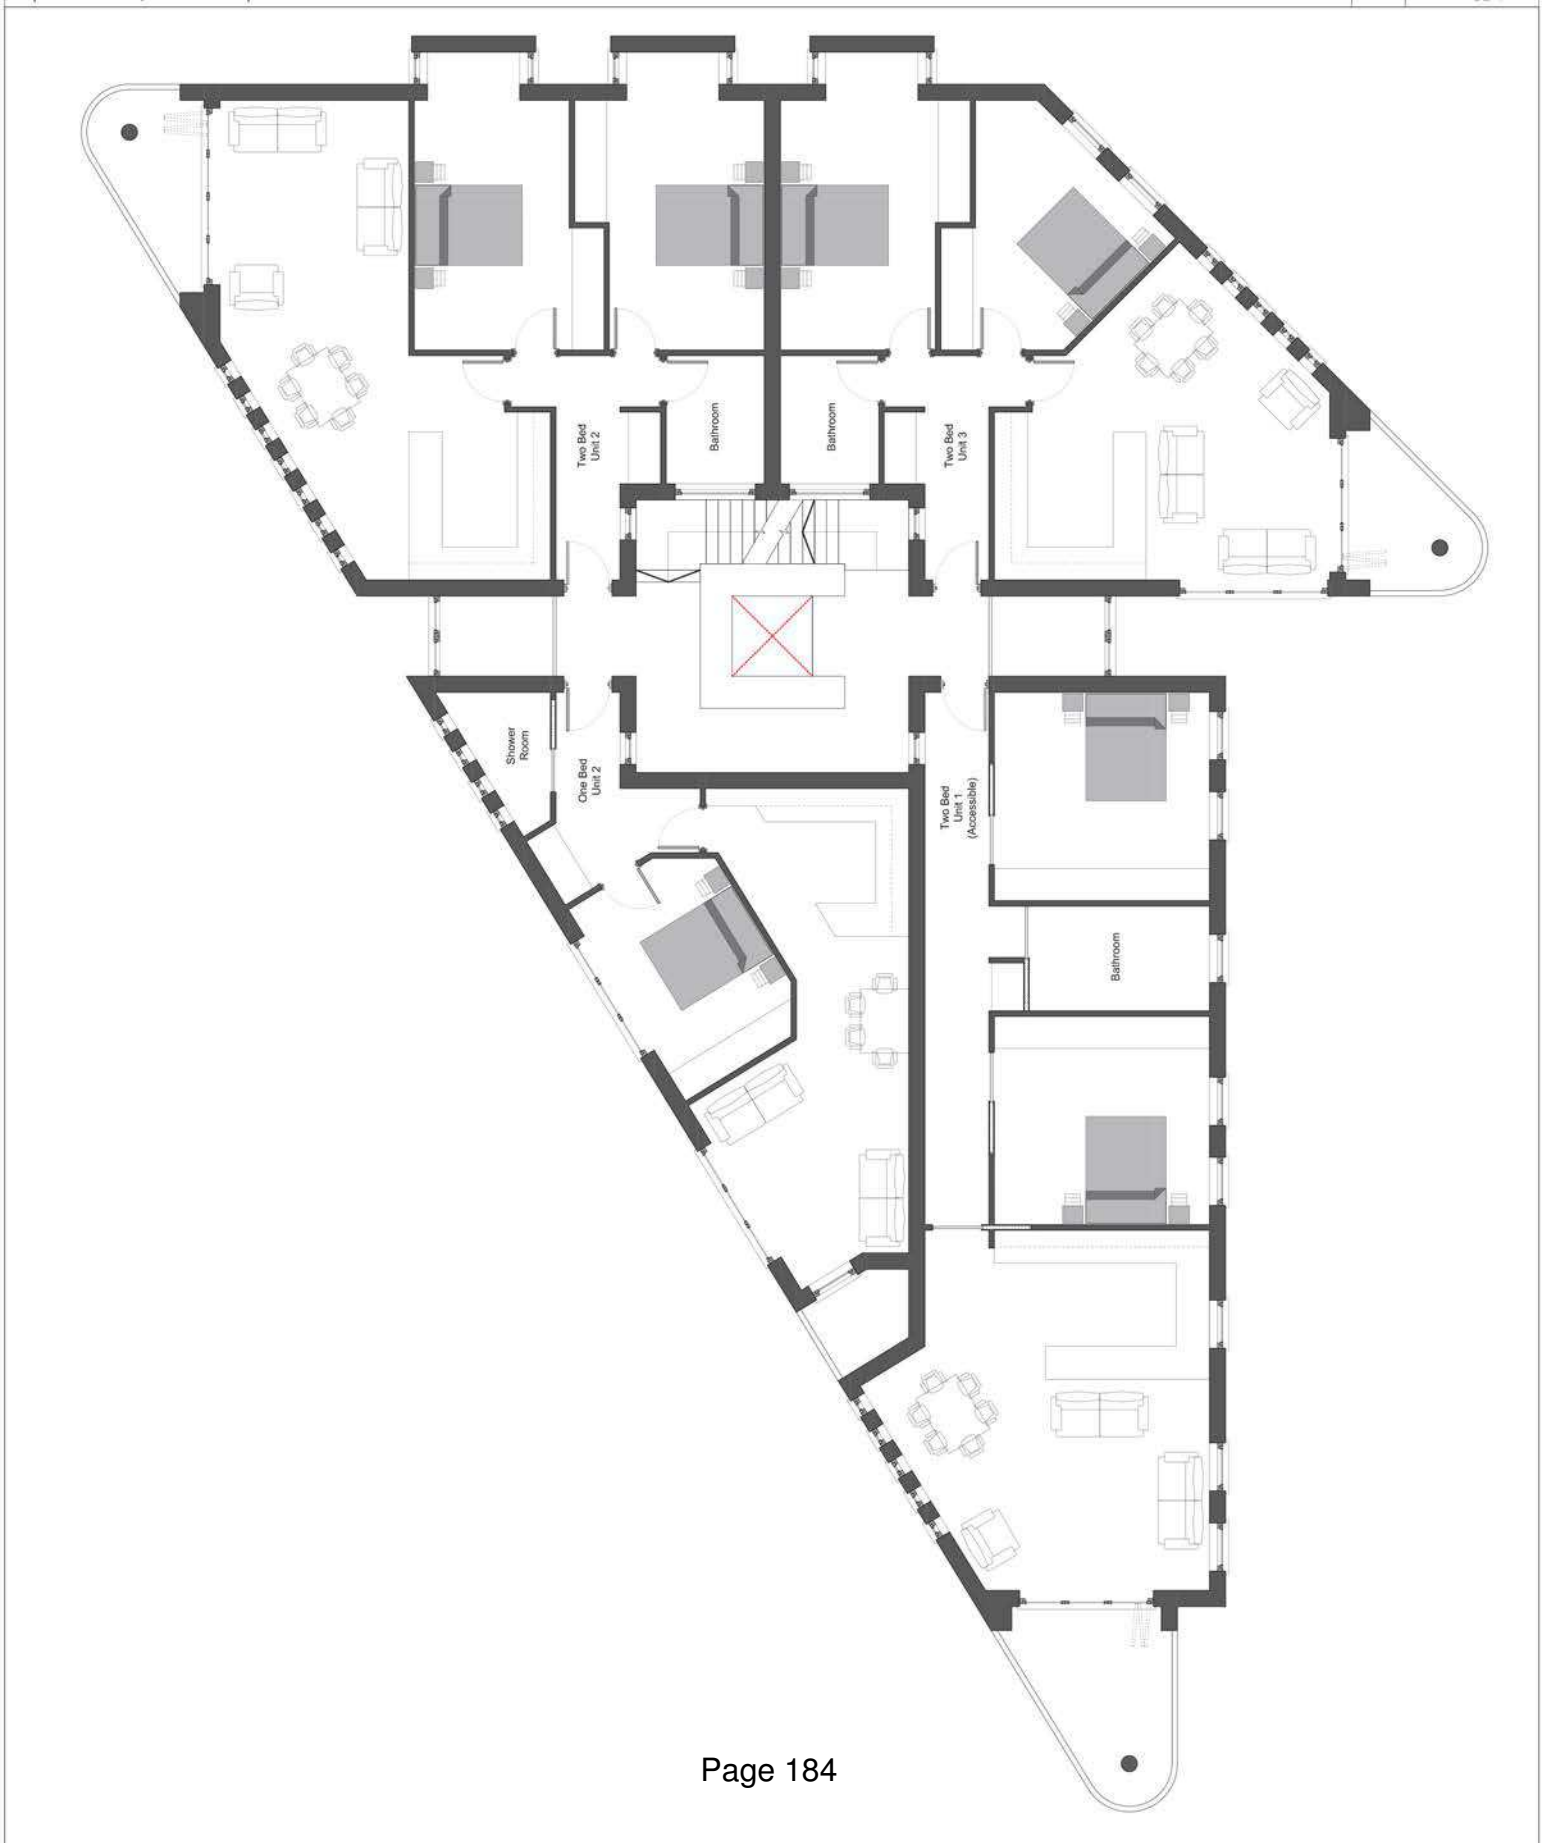 Two Bed
Unit 2
Bathroom
Bathroom
Two Bed
Unit 3
Shower
Room
One Bed
Unit 2
Two Bed
Unit 1
(Accessible)
Bathroom
Page 184